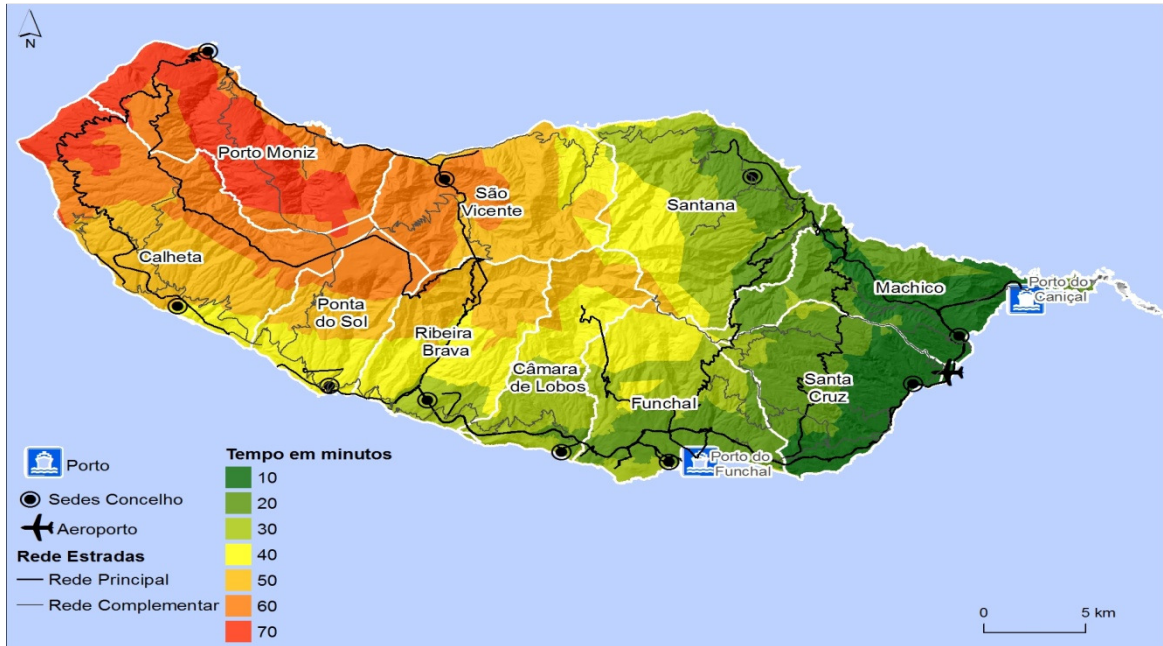 N
Porto Moniz
São
Vicente
Santana
Calheta
Machico
Porto do
Caniçal
Ponta
do Sol
Ribeira
Brava
Câmara
de Lobos
Funchal
Santa
Cruz
Porto do
Funchal
Porto
Sedes Concelho
Aeroporto
Rede Estradas
Rede Principal
Rede Complementar
Tempo em minutos
10
20
30
40
50
60
70
0 5 km